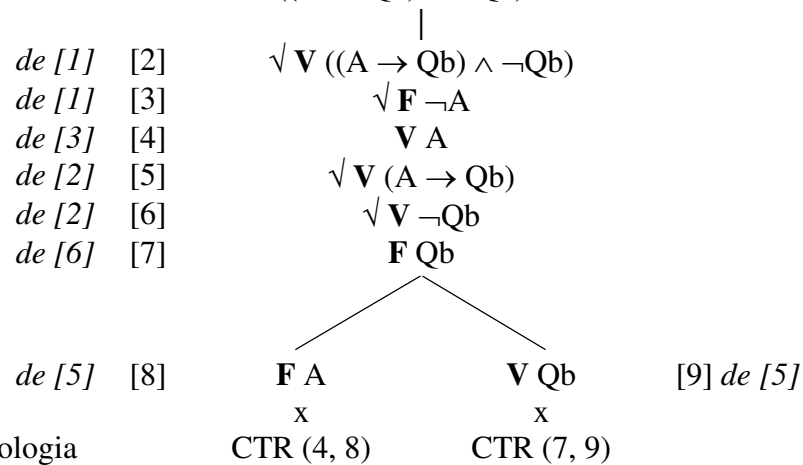 de [1] [2] √ V ((A → Qb) ∧ ¬Qb)
de [1] [3] √ F ¬A
de [3] [4] V A
de [2] [5] √ V (A → Qb)
de [2] [6] √ V ¬Qb
de [6] [7] F Qb
de [5] [8] F A V Qb [9] de [5]
x x
ologia CTR (4, 8) CTR (7, 9)